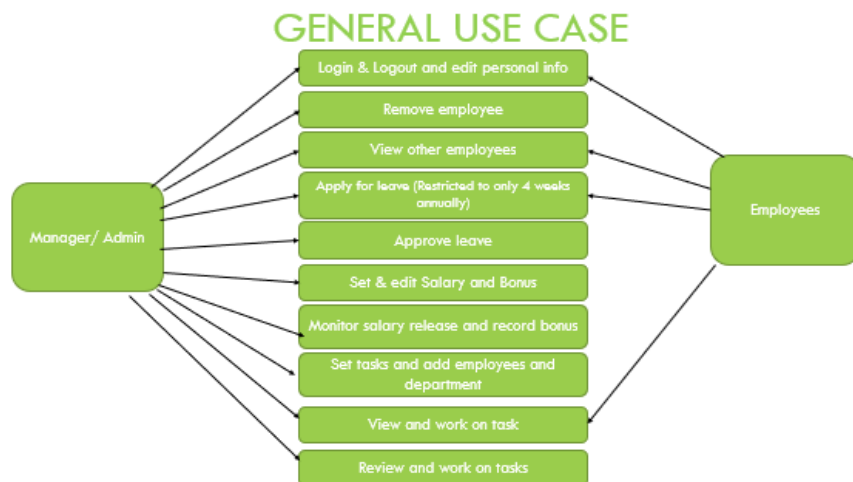 GENERAL USE CASE
Login & Logout and edit personal info
Remove employee
View other employees
Apply for leave (Restricted to only 4 weeks
annually)
Manager/ Admin
Employees
Approve leave
Set & edit Salary and Bonus
Monitor salary release and record bonus
Set tasks and add employees and
department
View and work on task
Review and work on tasks